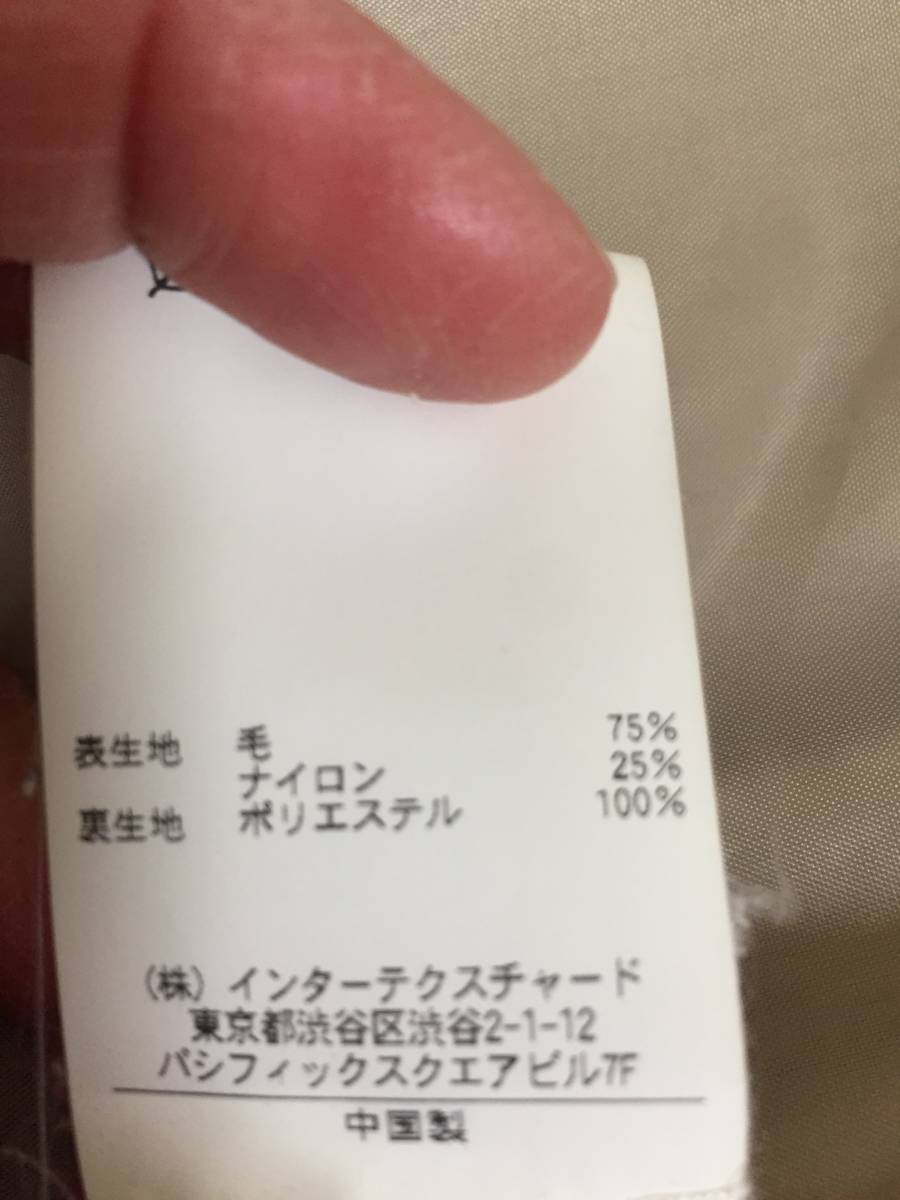 表生地 毛 75%
ナイロン 25%
裏生地 ポリエステル 100%
(株) インターテクスチャード
東京都渋谷区渋谷2-1-12
パシフィックスクエアビル7F
中国製